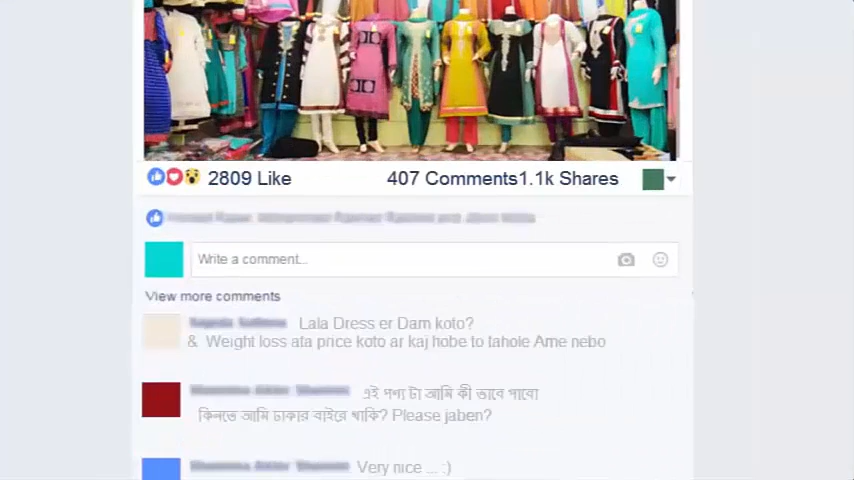 2809 Like
407 Comments1.1k Shares
Write a comment...
View more comments
Lala Dress er Dam koto?
& Weight loss ata price koto ar kaj hobe to tahole Ame nebo
এই পণ্য টা আমি কী ভাবে পাবো
কিনতে আমি ঢাকার বাইরে থাকি? Please jaben?
Very nice ... :)